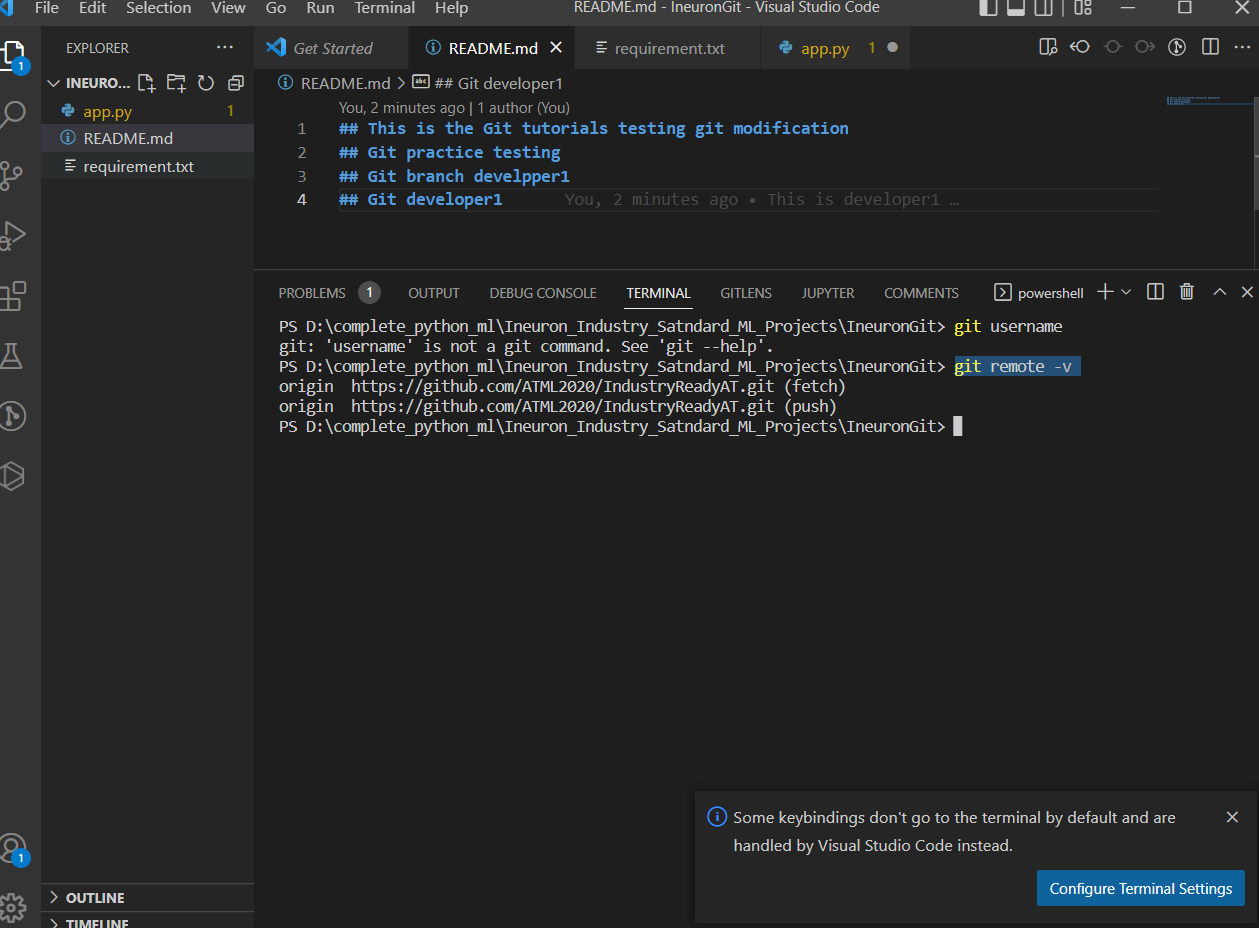 File Edit Selection View Go Run Terminal Help README.md - IneuronGit - Visual Studio Code
EXPLORER ...
Get Started README.md requirement.txt app.py 1
1
INEURO...
README.md > ## Git developer1
app.py 1
You, 2 minutes ago | 1 author (You)
README.md
1 ## This is the Git tutorials testing git modification
requirement.txt
2 ## Git practice testing
3 ## Git branch develpper1
4 ## Git developer1 You, 2 minutes ago • This is developer1 …
PROBLEMS 1 OUTPUT DEBUG CONSOLE TERMINAL GITLENS JUPYTER COMMENTS powershell
PS D:\complete_python_ml\Ineuron_Industry_Satndard_ML_Projects\IneuronGit> git username
git: 'username' is not a git command. See 'git --help'.
PS D:\complete_python_ml\Ineuron_Industry_Satndard_ML_Projects\IneuronGit> git remote -v
origin https://github.com/ATML2020/IndustryReadyAT.git (fetch)
origin https://github.com/ATML2020/IndustryReadyAT.git (push)
PS D:\complete_python_ml\Ineuron_Industry_Satndard_ML_Projects\IneuronGit>
Some keybindings don't go to the terminal by default and are
handled by Visual Studio Code instead.
1
Configure Terminal Settings
OUTLINE
TIMELINE